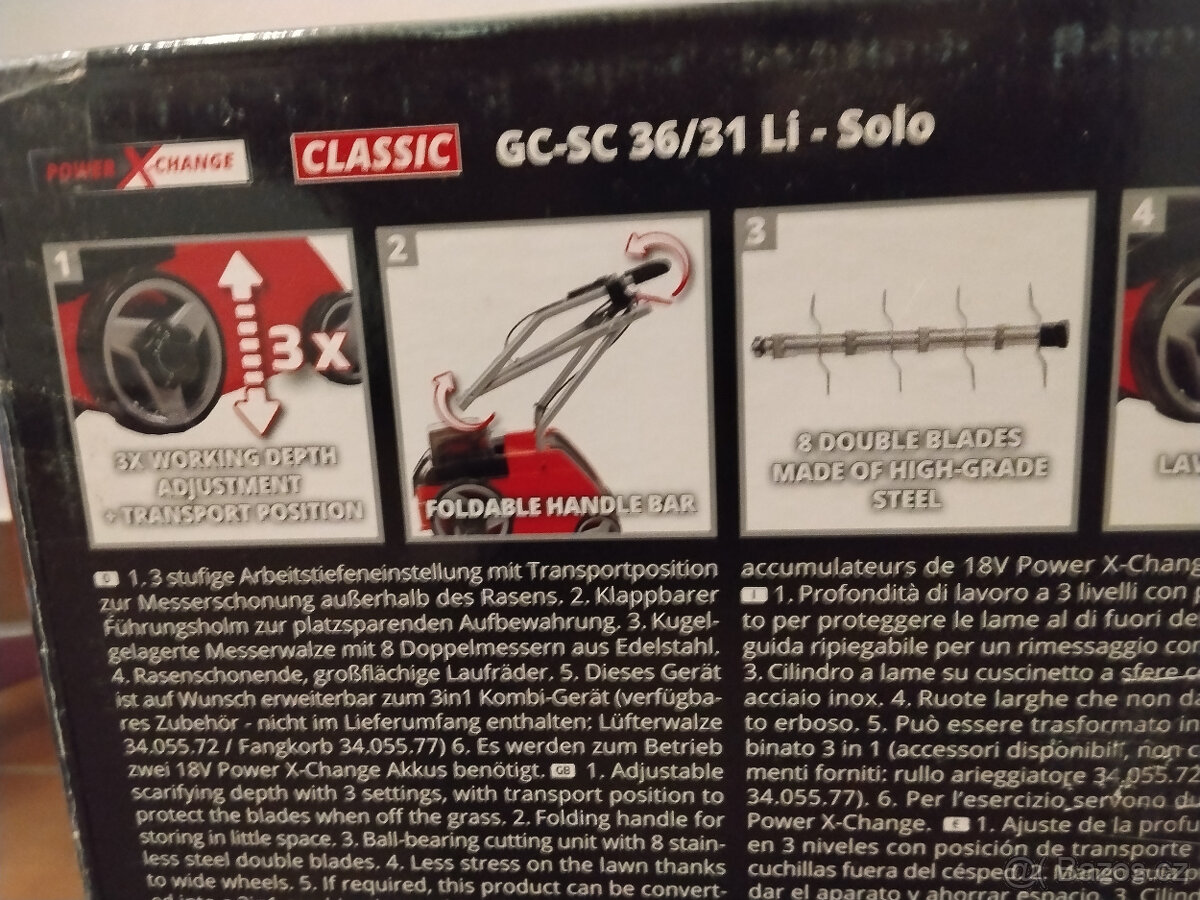 POWER X-CHANGE
CLASSIC
GC-SC 36/31 Li - Solo
1
3 x
3X WORKING DEPTH
ADJUSTMENT
+ TRANSPORT POSITION
2
FOLDABLE HANDLE BAR
3
8 DOUBLE BLADES
MADE OF HIGH-GRADE
STEEL
4
LAW
D 1. 3 stufige Arbeitstiefeneinstellung mit Transportposition
zur Messerschonung außerhalb des Rasens. 2. Klappbarer
Führungsholm zur platzsparenden Aufbewahrung. 3. Kugel-
gelagerte Messerwalze mit 8 Doppelmessern aus Edelstahl.
4. Rasenschonende, großflächige Laufräder. 5. Dieses Gerät
ist auf Wunsch erweiterbar zum 3in1 Kombi-Gerät (verfügba-
res Zubehör - nicht im Lieferumfang enthalten: Lüfterwalze
34.055.72 / Fangkorb 34.055.77) 6. Es werden zum Betrieb
zwei 18V Power X-Change Akkus benötigt. GB 1. Adjustable
scarifying depth with 3 settings, with transport position to
protect the blades when off the grass. 2. Folding handle for
storing in little space. 3. Ball-bearing cutting unit with 8 stain-
less steel double blades. 4. Less stress on the lawn thanks
to wide wheels. 5. If required, this product can be convert-
accumulateurs de 18V Power X-Chang
I 1. Profondità di lavoro a 3 livelli con p
to per proteggere le lame al di fuori de
guida ripiegabile per un rimessaggio con
3. Cilindro a lame su cuscinetto a sfere
acciaio inox. 4. Ruote larghe che non d
to erboso. 5. Può essere trasformato in
binato 3 in 1 (accessori disponibili, non
menti forniti: rullo arieggiatore 34.055.72
34.055.77). 6. Per l'esercizio servono d
Power X-Change. E 1. Ajuste de la profu
en 3 niveles con posición de transporte
cuchillas fuera del césped. 2. Mango
dar el aparato y ahorrar espacio. 3. Cilin
Bazos.cz